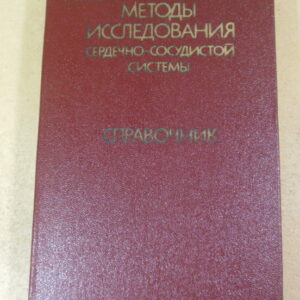 МЕТОДЫ
ИССЛЕДОВАНИЯ
СЕРДЕЧНО-СОСУДИСТОЙ
СИСТЕМЫ
СПРАВОЧНИК